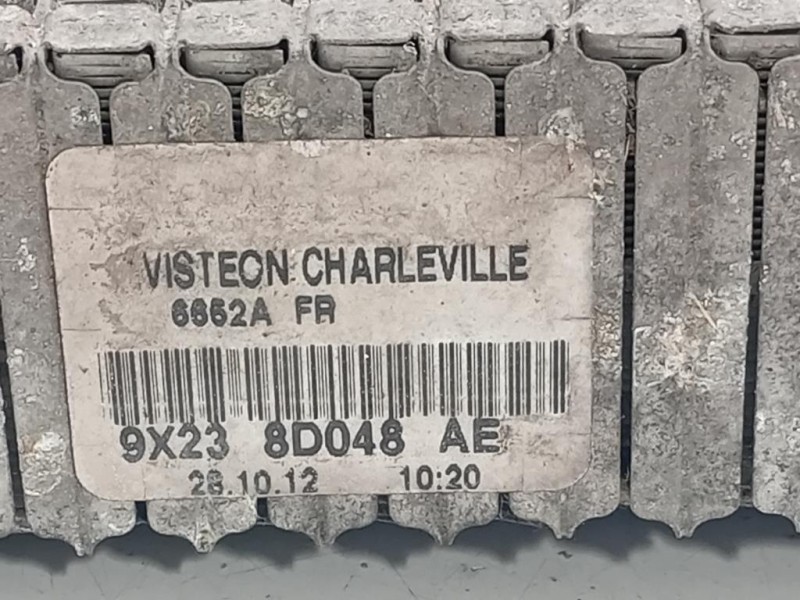 VISTEON CHARLEVILLE
6652A FR
9X23 8D048 AE
28.10.12 10:20